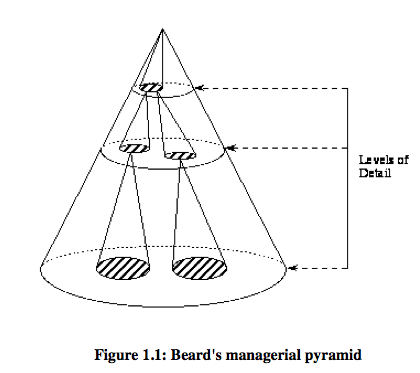 Levels of
Detail
Figure 1.1: Beard's managerial pyramid